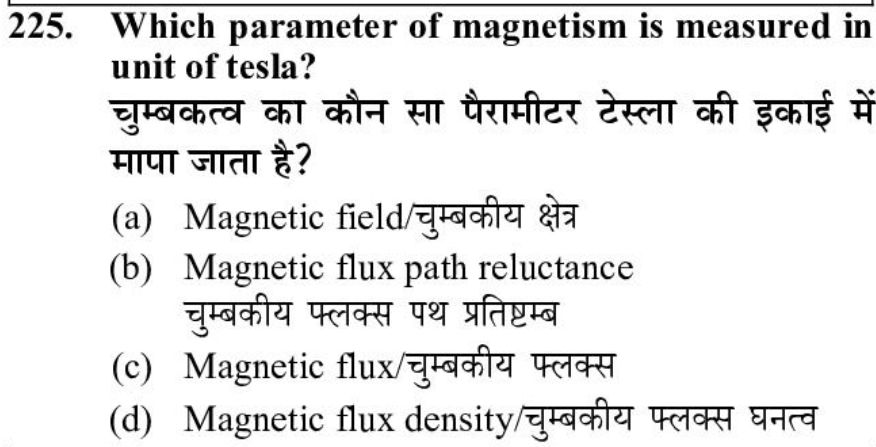 225. Which parameter of magnetism is measured in
unit of tesla?
चुम्बकत्व का कौन सा पैरामीटर टेस्ला की इकाई में
मापा जाता है?
(a) Magnetic field/चुम्बकीय क्षेत्र
(b) Magnetic flux path reluctance
चुम्बकीय फ्लक्स पथ प्रतिष्टम्ब
(c) Magnetic flux/चुम्बकीय फ्लक्स
(d) Magnetic flux density/चुम्बकीय फ्लक्स घनत्व